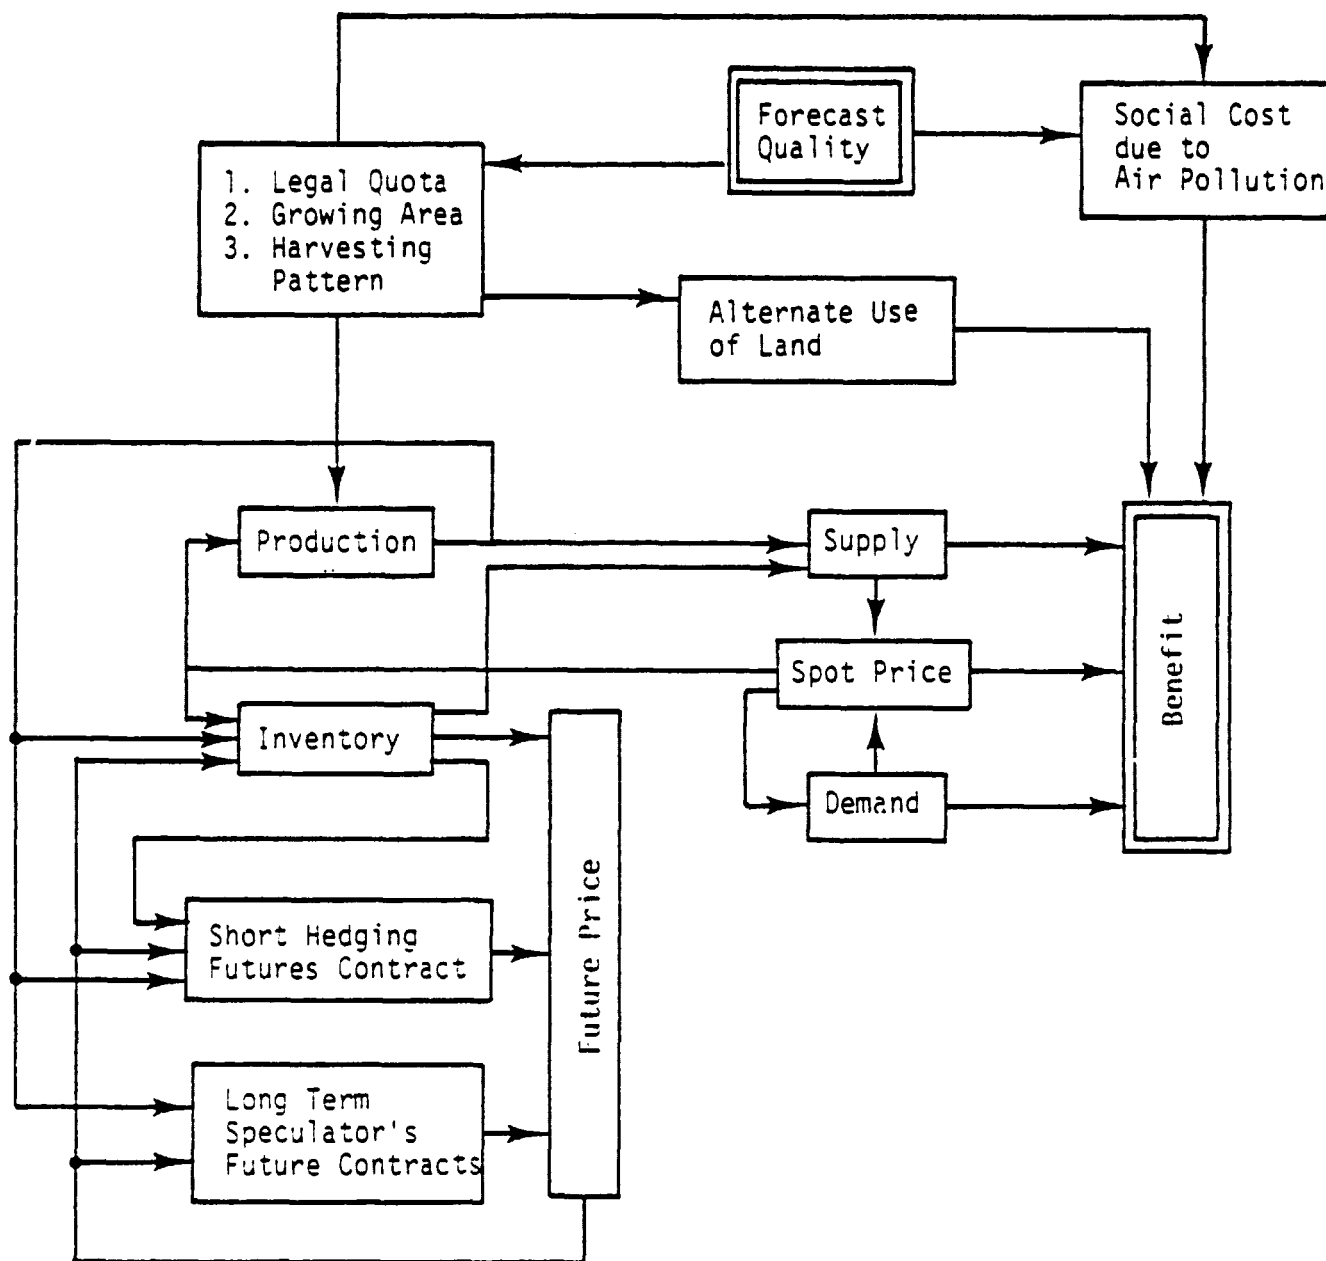 Forecast
Quality
Social Cost
due to
Air Pollution
1. Legal Quota
2. Growing Area
3. Harvesting
Pattern
Alternate Use
of Land
Production
Supply
Spot Price
Benefit
Inventory
Demand
Future Price
Short Hedging
Futures Contract
Long Term
Speculator's
Future Contracts